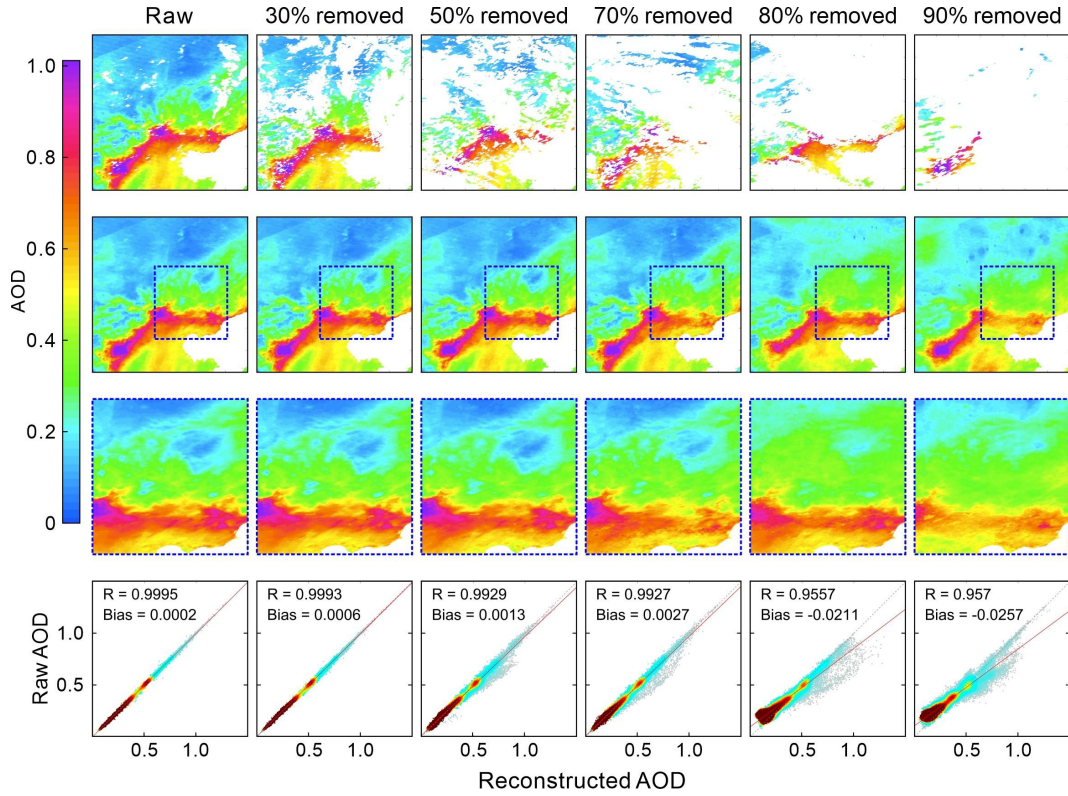 Raw 30% removed 50% removed 70% removed 80% removed 90% removed
1.0
0.8
0.6
AOD
0.4
0.2
0
R = 0.9995 R = 0.9993 R = 0.9929 R = 0.9927 R = 0.9557 R = 0.957
Bias = 0.0002 Bias = 0.0006 Bias = 0.0013 Bias = 0.0027 Bias = -0.0211 Bias = -0.0257
1.0
Raw AOD
0.5
0.5 1.0 0.5 1.0 0.5 1.0 0.5 1.0 0.5 1.0 0.5 1.0
Reconstructed AOD